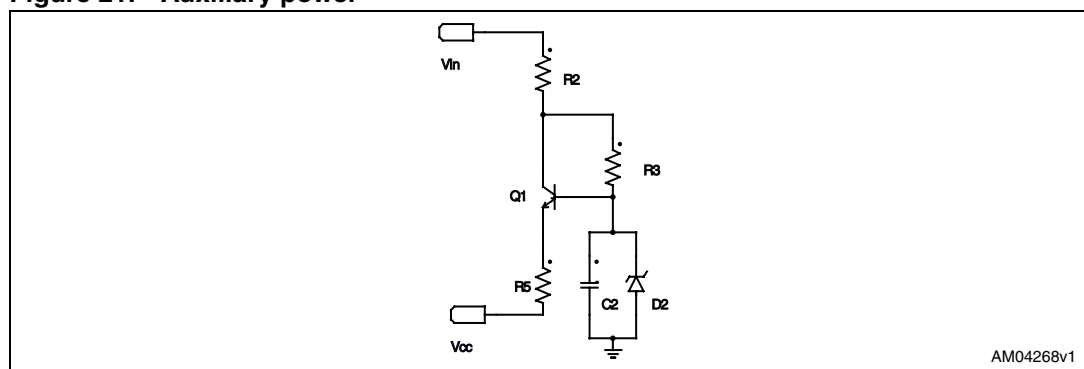 Figure 21. Auxiliary power
Vin
R2
R3
Q1
R5
C2
D2
Vcc
AM04268v1